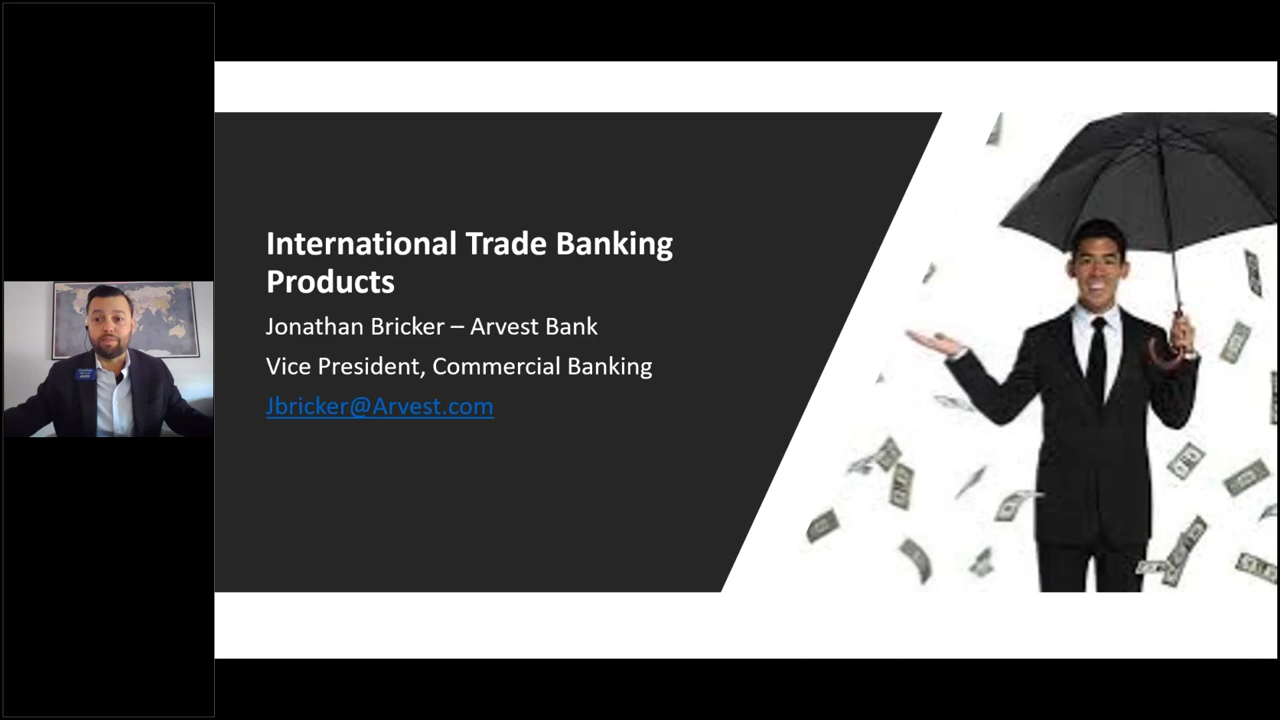 International Trade Banking
Products
Jonathan Bricker – Arvest Bank
Vice President, Commercial Banking
Jbricker@Arvest.com